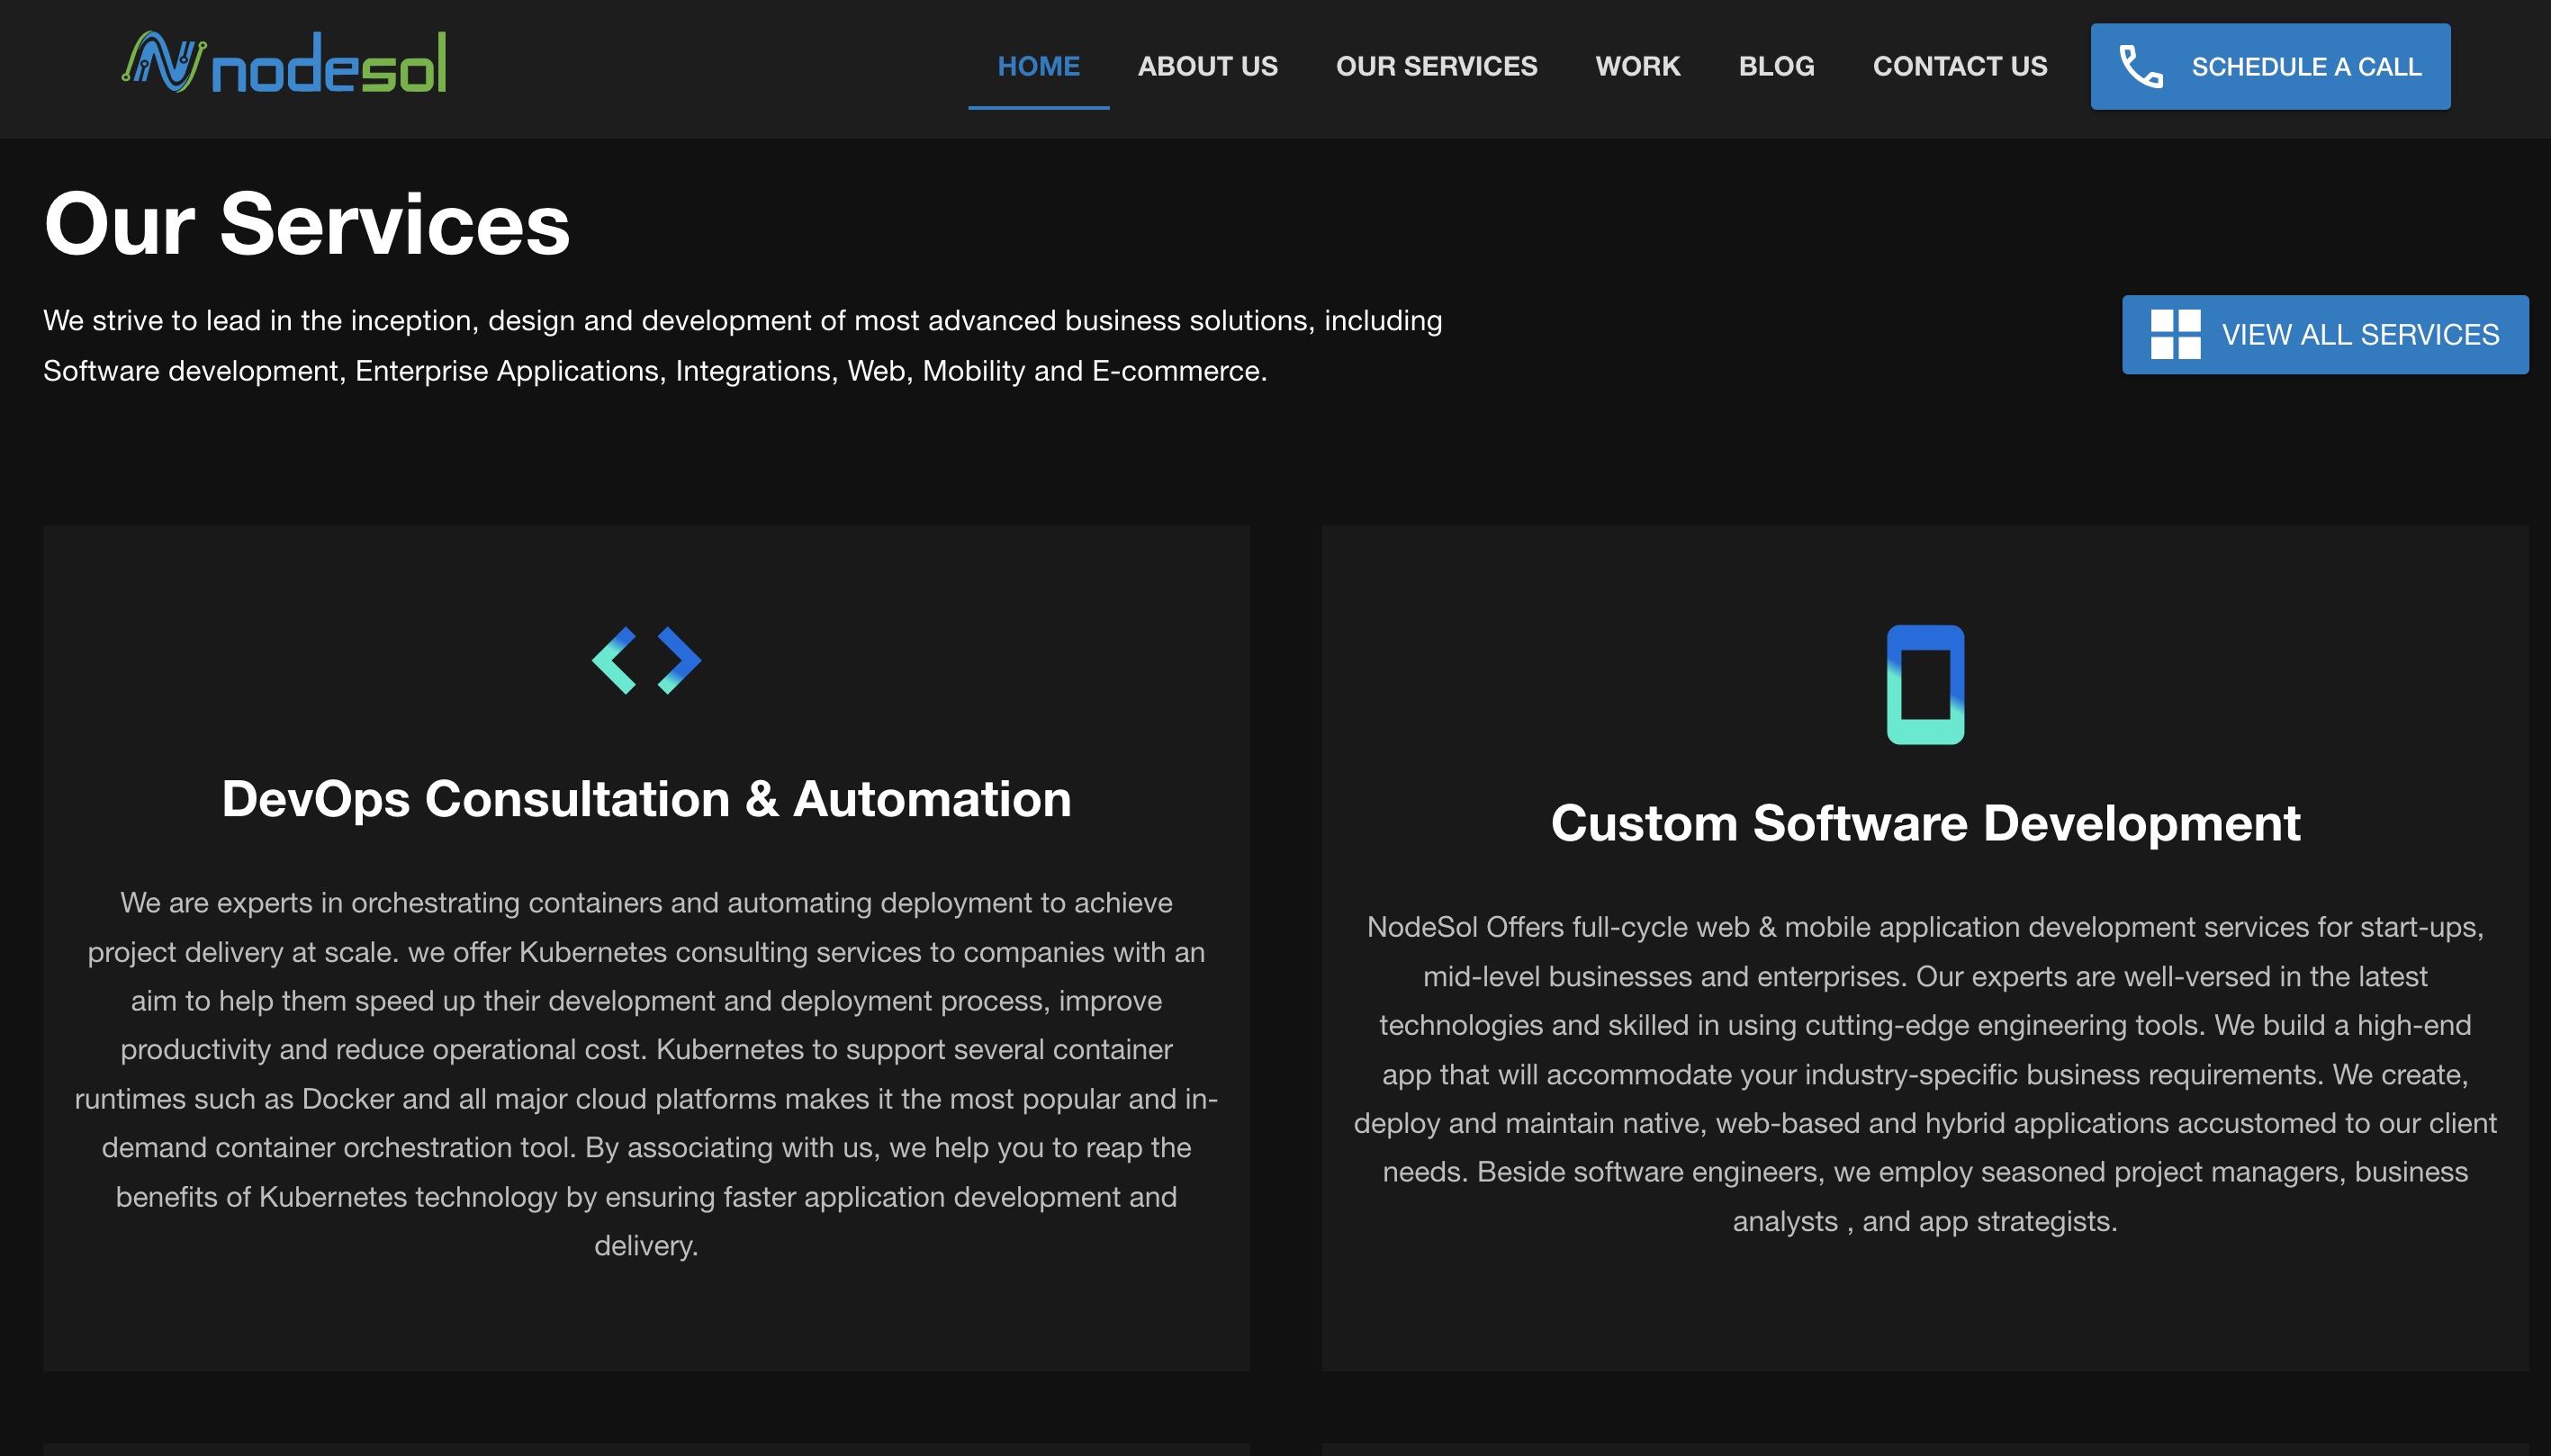 nodesol
HOME ABOUT US OUR SERVICES WORK BLOG CONTACT US SCHEDULE A CALL
Our Services
We strive to lead in the inception, design and development of most advanced business solutions, including
Software development, Enterprise Applications, Integrations, Web, Mobility and E-commerce.
VIEW ALL SERVICES
DevOps Consultation & Automation
We are experts in orchestrating containers and automating deployment to achieve
project delivery at scale. we offer Kubernetes consulting services to companies with an
aim to help them speed up their development and deployment process, improve
productivity and reduce operational cost. Kubernetes to support several container
runtimes such as Docker and all major cloud platforms makes it the most popular and in-
demand container orchestration tool. By associating with us, we help you to reap the
benefits of Kubernetes technology by ensuring faster application development and
delivery.
Custom Software Development
NodeSol Offers full-cycle web & mobile application development services for start-ups,
mid-level businesses and enterprises. Our experts are well-versed in the latest
technologies and skilled in using cutting-edge engineering tools. We build a high-end
app that will accommodate your industry-specific business requirements. We create,
deploy and maintain native, web-based and hybrid applications accustomed to our client
needs. Beside software engineers, we employ seasoned project managers, business
analysts , and app strategists.